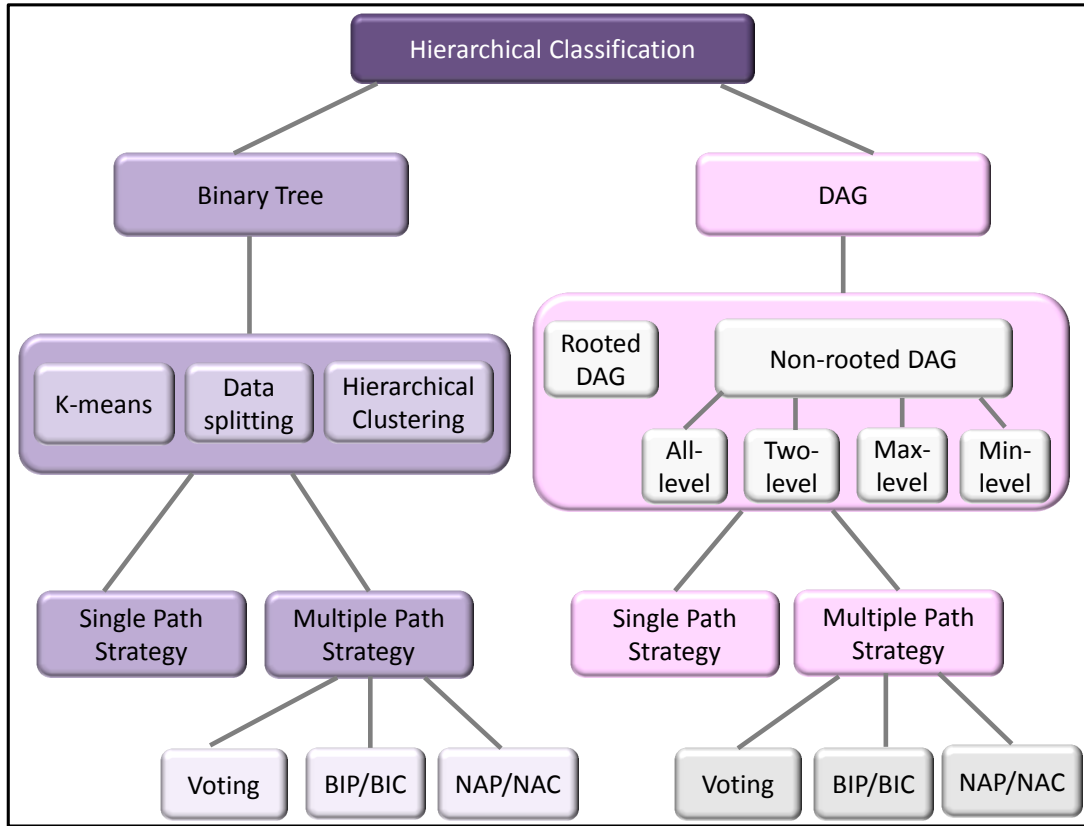 Hierarchical Classification
Binary Tree
DAG
K-means
Data
splitting
Hierarchical
Clustering
Rooted
DAG
Non-rooted DAG
All-
level
Two-
level
Max-
level
Min-
level
Single Path
Strategy
Multiple Path
Strategy
Single Path
Strategy
Multiple Path
Strategy
Voting
BIP/BIC
NAP/NAC
Voting
BIP/BIC
NAP/NAC